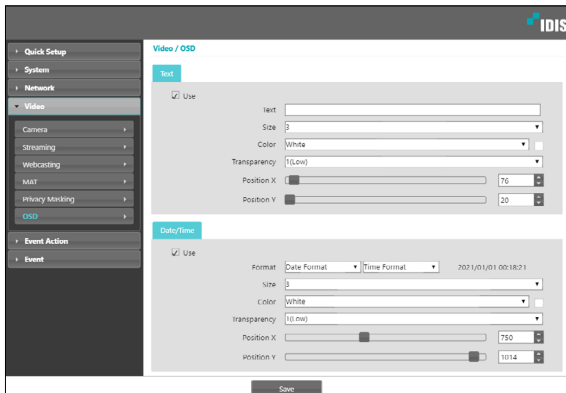 IDIS
Quick Setup
System
Network
Video
Camera
Streaming
Webcasting
MAT
Privacy Masking
OSD
Event Action
Event
Video / OSD
Text
Use
Text
Size 3
Color White
Transparency 1(Low)
Position X 76
Position Y 20
Date/Time
Use
Format Date Format Time Format 2021/01/01 00:18:21
Size 3
Color White
Transparency 1(Low)
Position X 750
Position Y 1014
Save